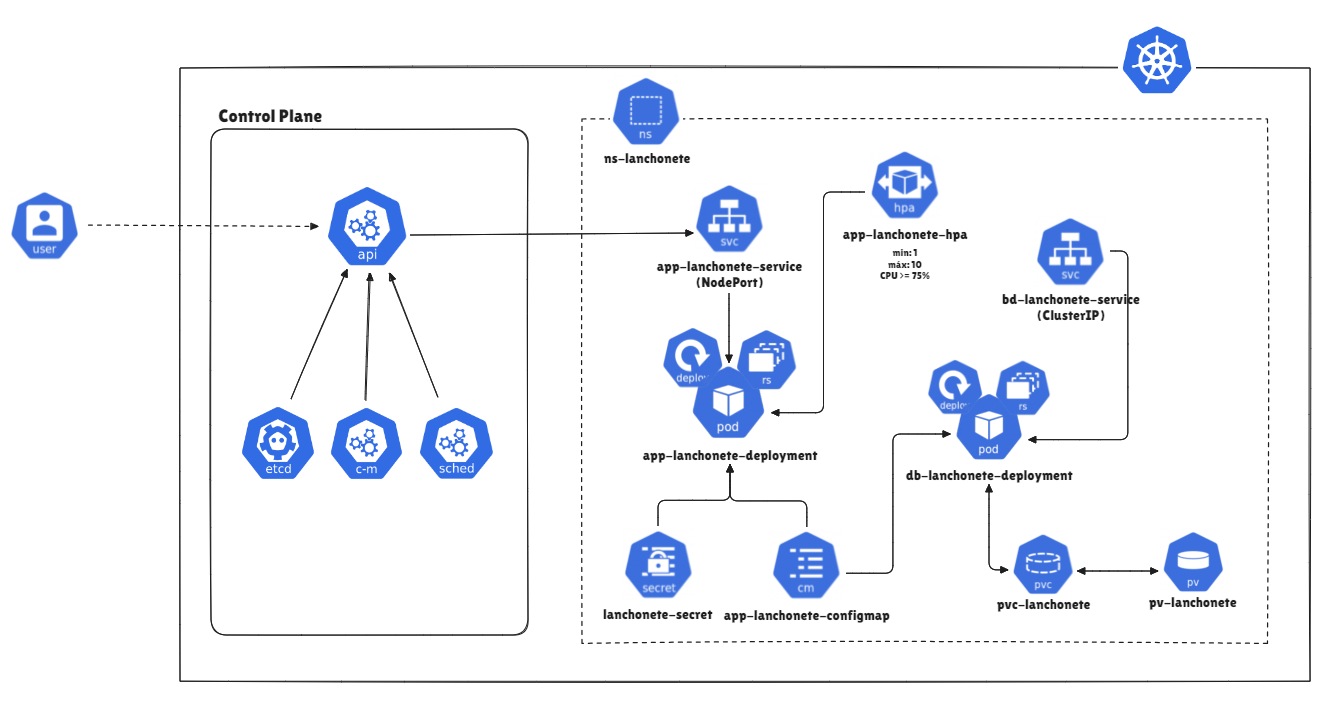 Control Plane
user
api
etcd
c-m
sched
ns
ns-lanchonete
svc
app-lanchonete-service
(NodePort)
hpa
app-lanchonete-hpa
min: 1
máx: 10
CPU >= 75%
svc
bd-lanchonete-service
(ClusterIP)
deploy
rs
pod
app-lanchonete-deployment
deploy
rs
pod
db-lanchonete-deployment
secret
lanchonete-secret
cm
app-lanchonete-configmap
pvc
pvc-lanchonete
pv
pv-lanchonete